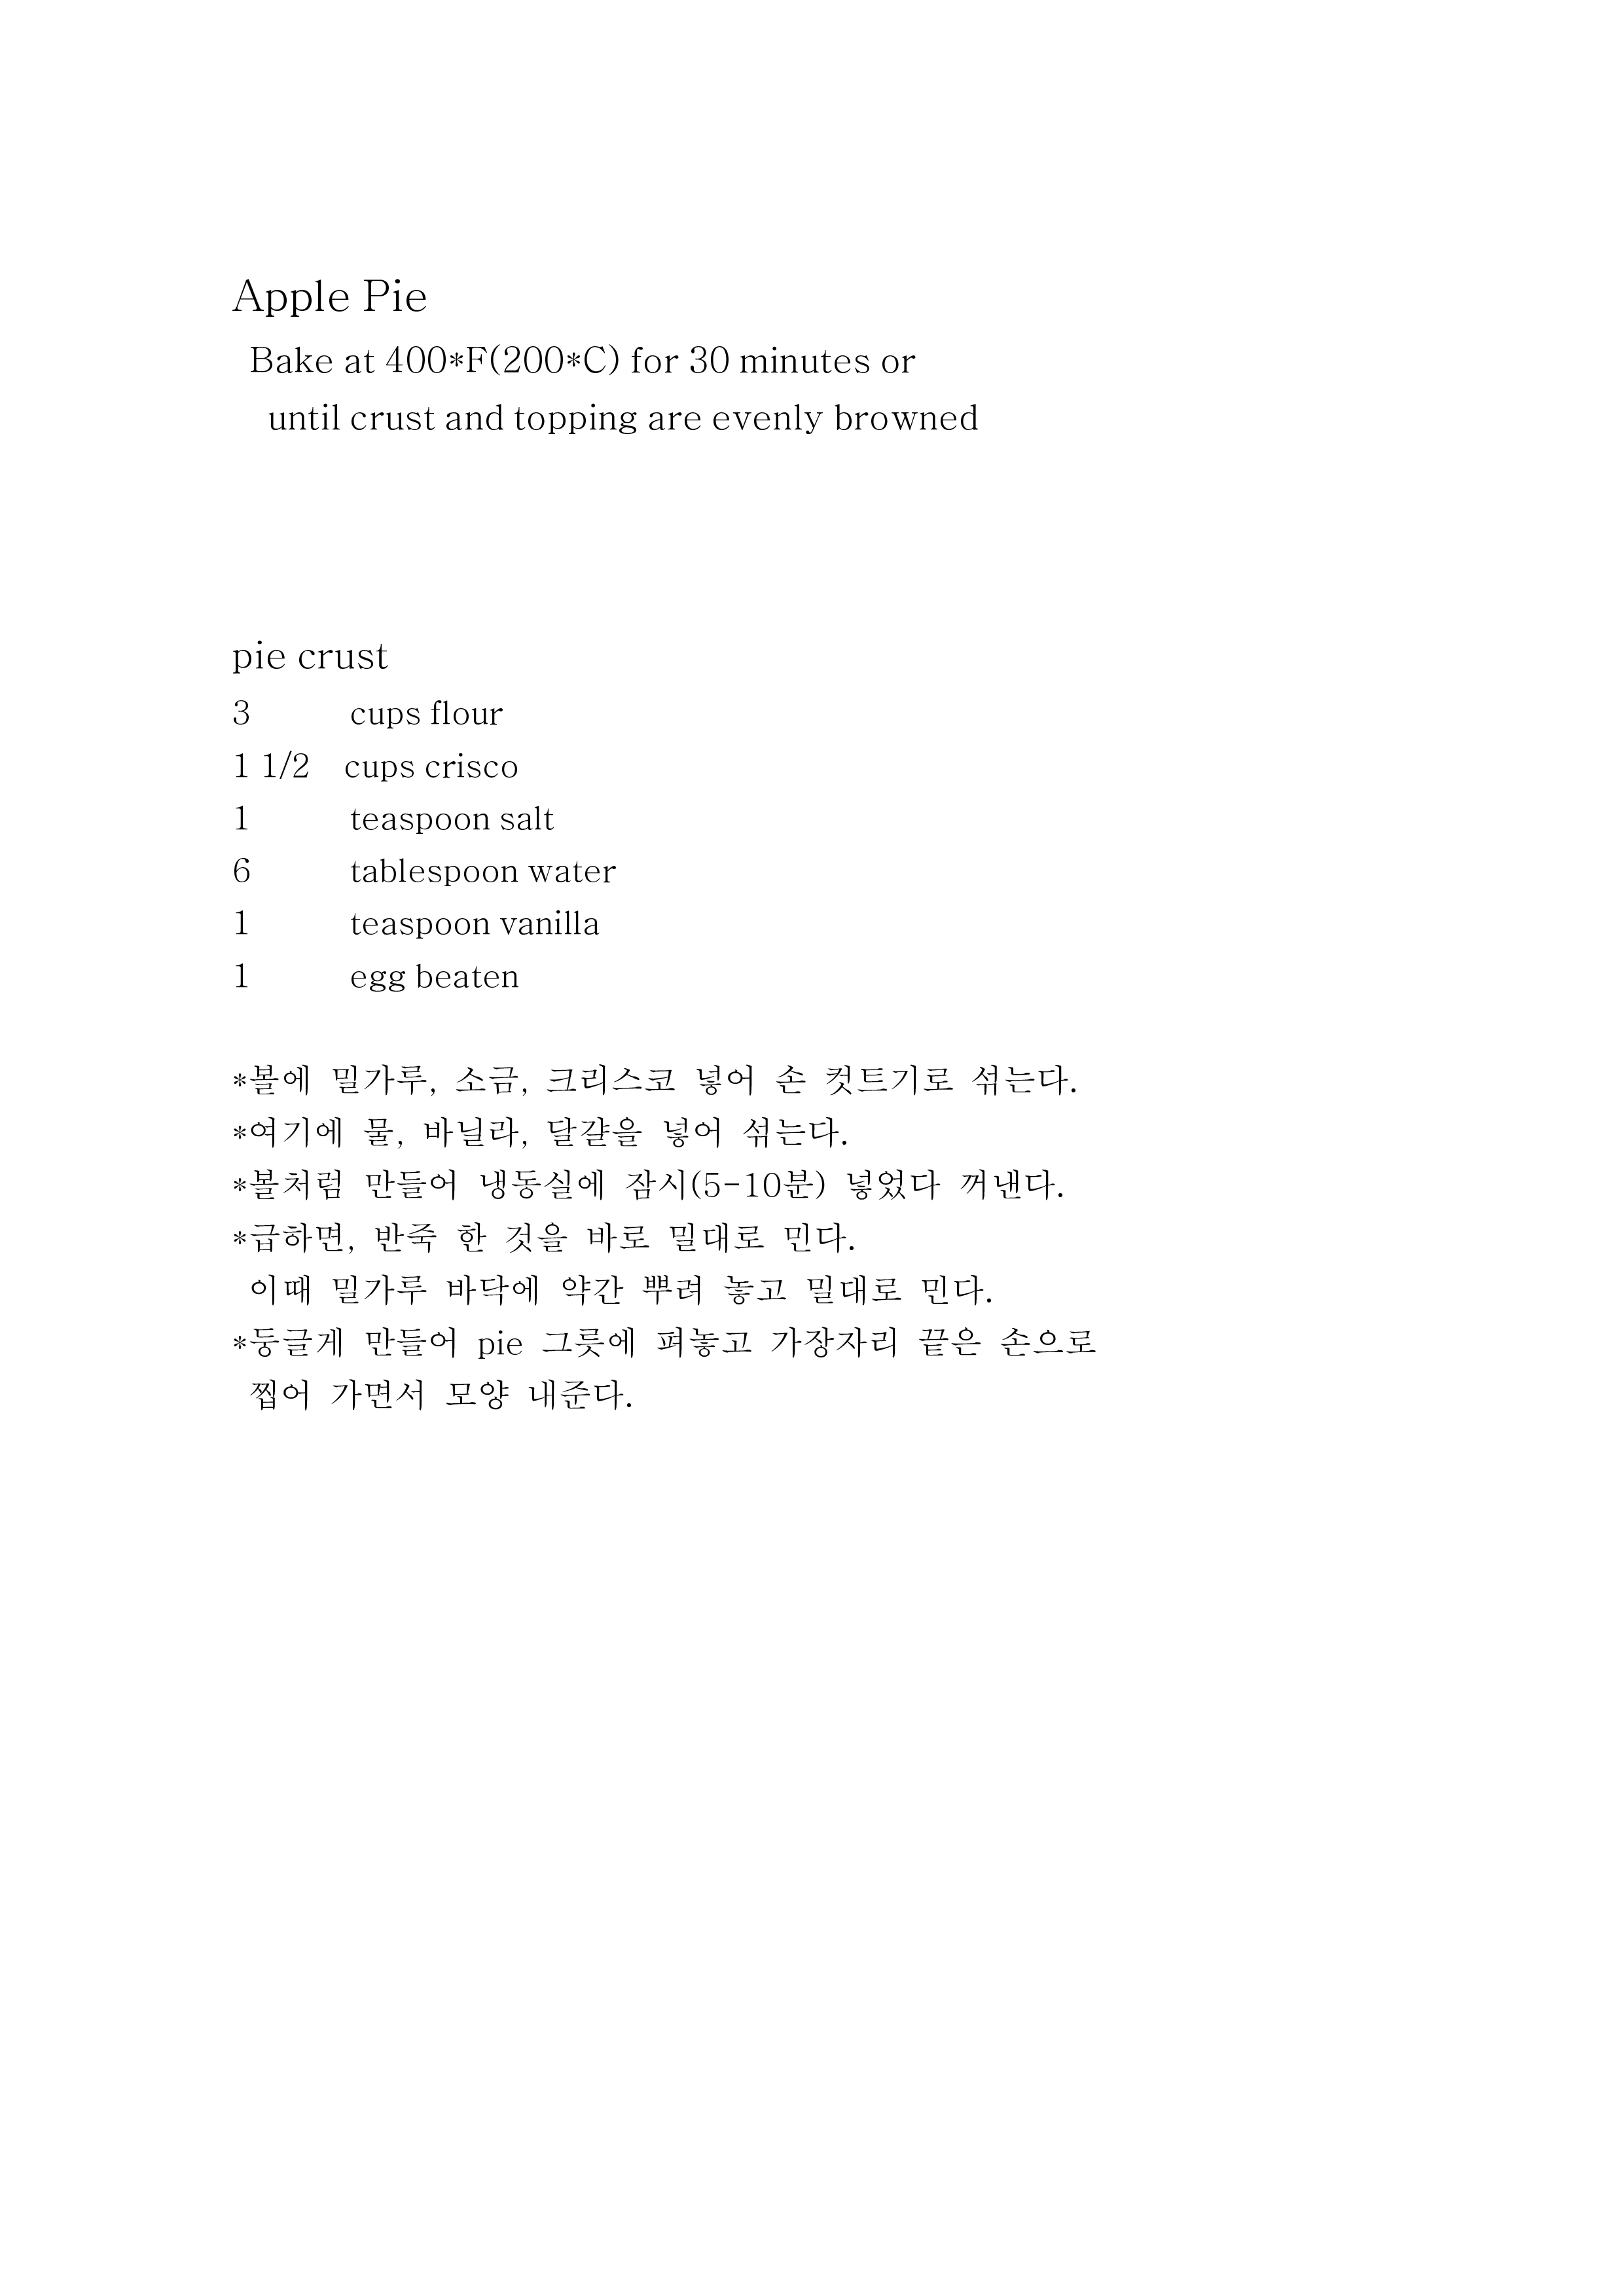 Apple Pie
Bake at 400*F(200*C) for 30 minutes or
until crust and topping are evenly browned
pie crust
3 cups flour
1 1/2 cups crisco
1 teaspoon salt
6 tablespoon water
1 teaspoon vanilla
1 egg beaten
*볼에 밀가루, 소금, 크리스코 넣어 손 컷트기로 섞는다.
*여기에 물, 바닐라, 달걀을 넣어 섞는다.
*볼처럼 만들어 냉동실에 잠시(5-10분) 넣었다 꺼낸다.
*급하면, 반죽 한 것을 바로 밀대로 민다.
이때 밀가루 바닥에 약간 뿌려 놓고 밀대로 민다.
*둥글게 만들어 pie 그릇에 펴놓고 가장자리 끝은 손으로
찝어 가면서 모양 내준다.